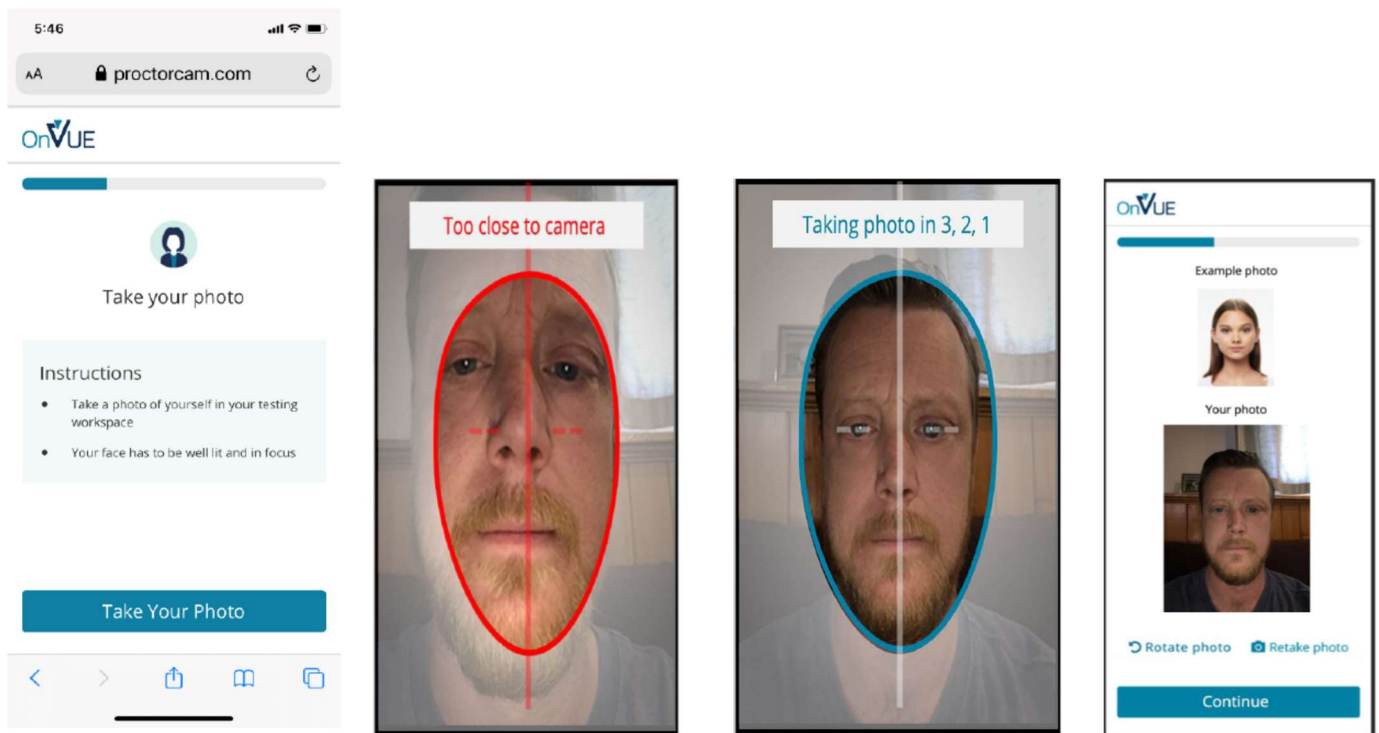 5:46
AA proctorcam.com
OnVUE
Take your photo
Instructions
• Take a photo of yourself in your testing
workspace
• Your face has to be well lit and in focus
Take Your Photo
Too close to camera
Taking photo in 3, 2, 1
OnVUE
Example photo
Your photo
Rotate photo Retake photo
Continue